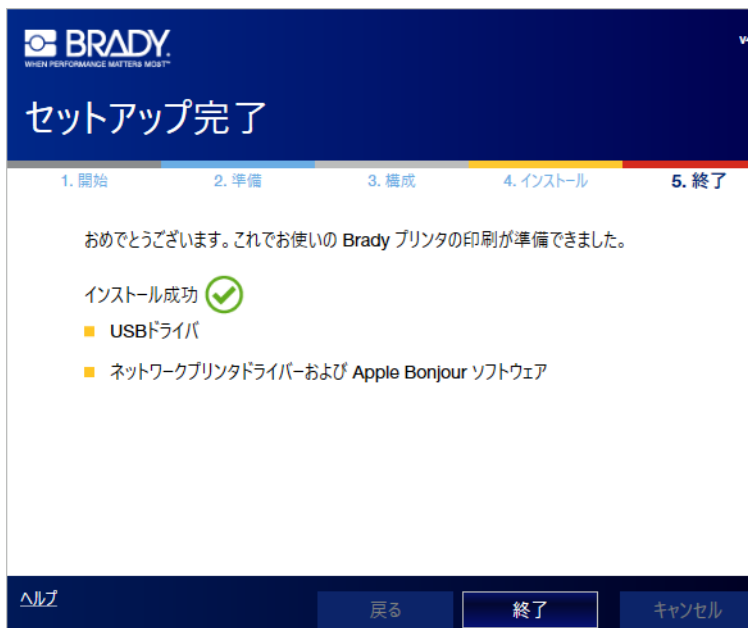 BRADY.
WHEN PERFORMANCE MATTERS MOST™
セットアップ完了
1. 開始
2. 準備
3. 構成
4. インストール
5. 終了
おめでとうございます。これでお使いの Brady プリンタの印刷が準備できました。
インストール成功
USBドライバ
ネットワークプリンタドライバーおよび Apple Bonjour ソフトウェア
ヘルプ
戻る
終了
キャンセル